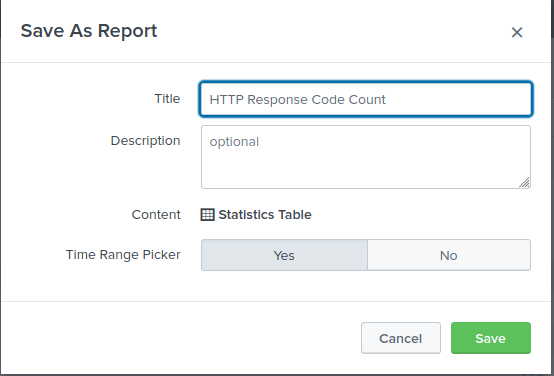 Save As Report
×
Title HTTP Response Code Count
Description optional
Content Statistics Table
Time Range Picker Yes No
Cancel Save